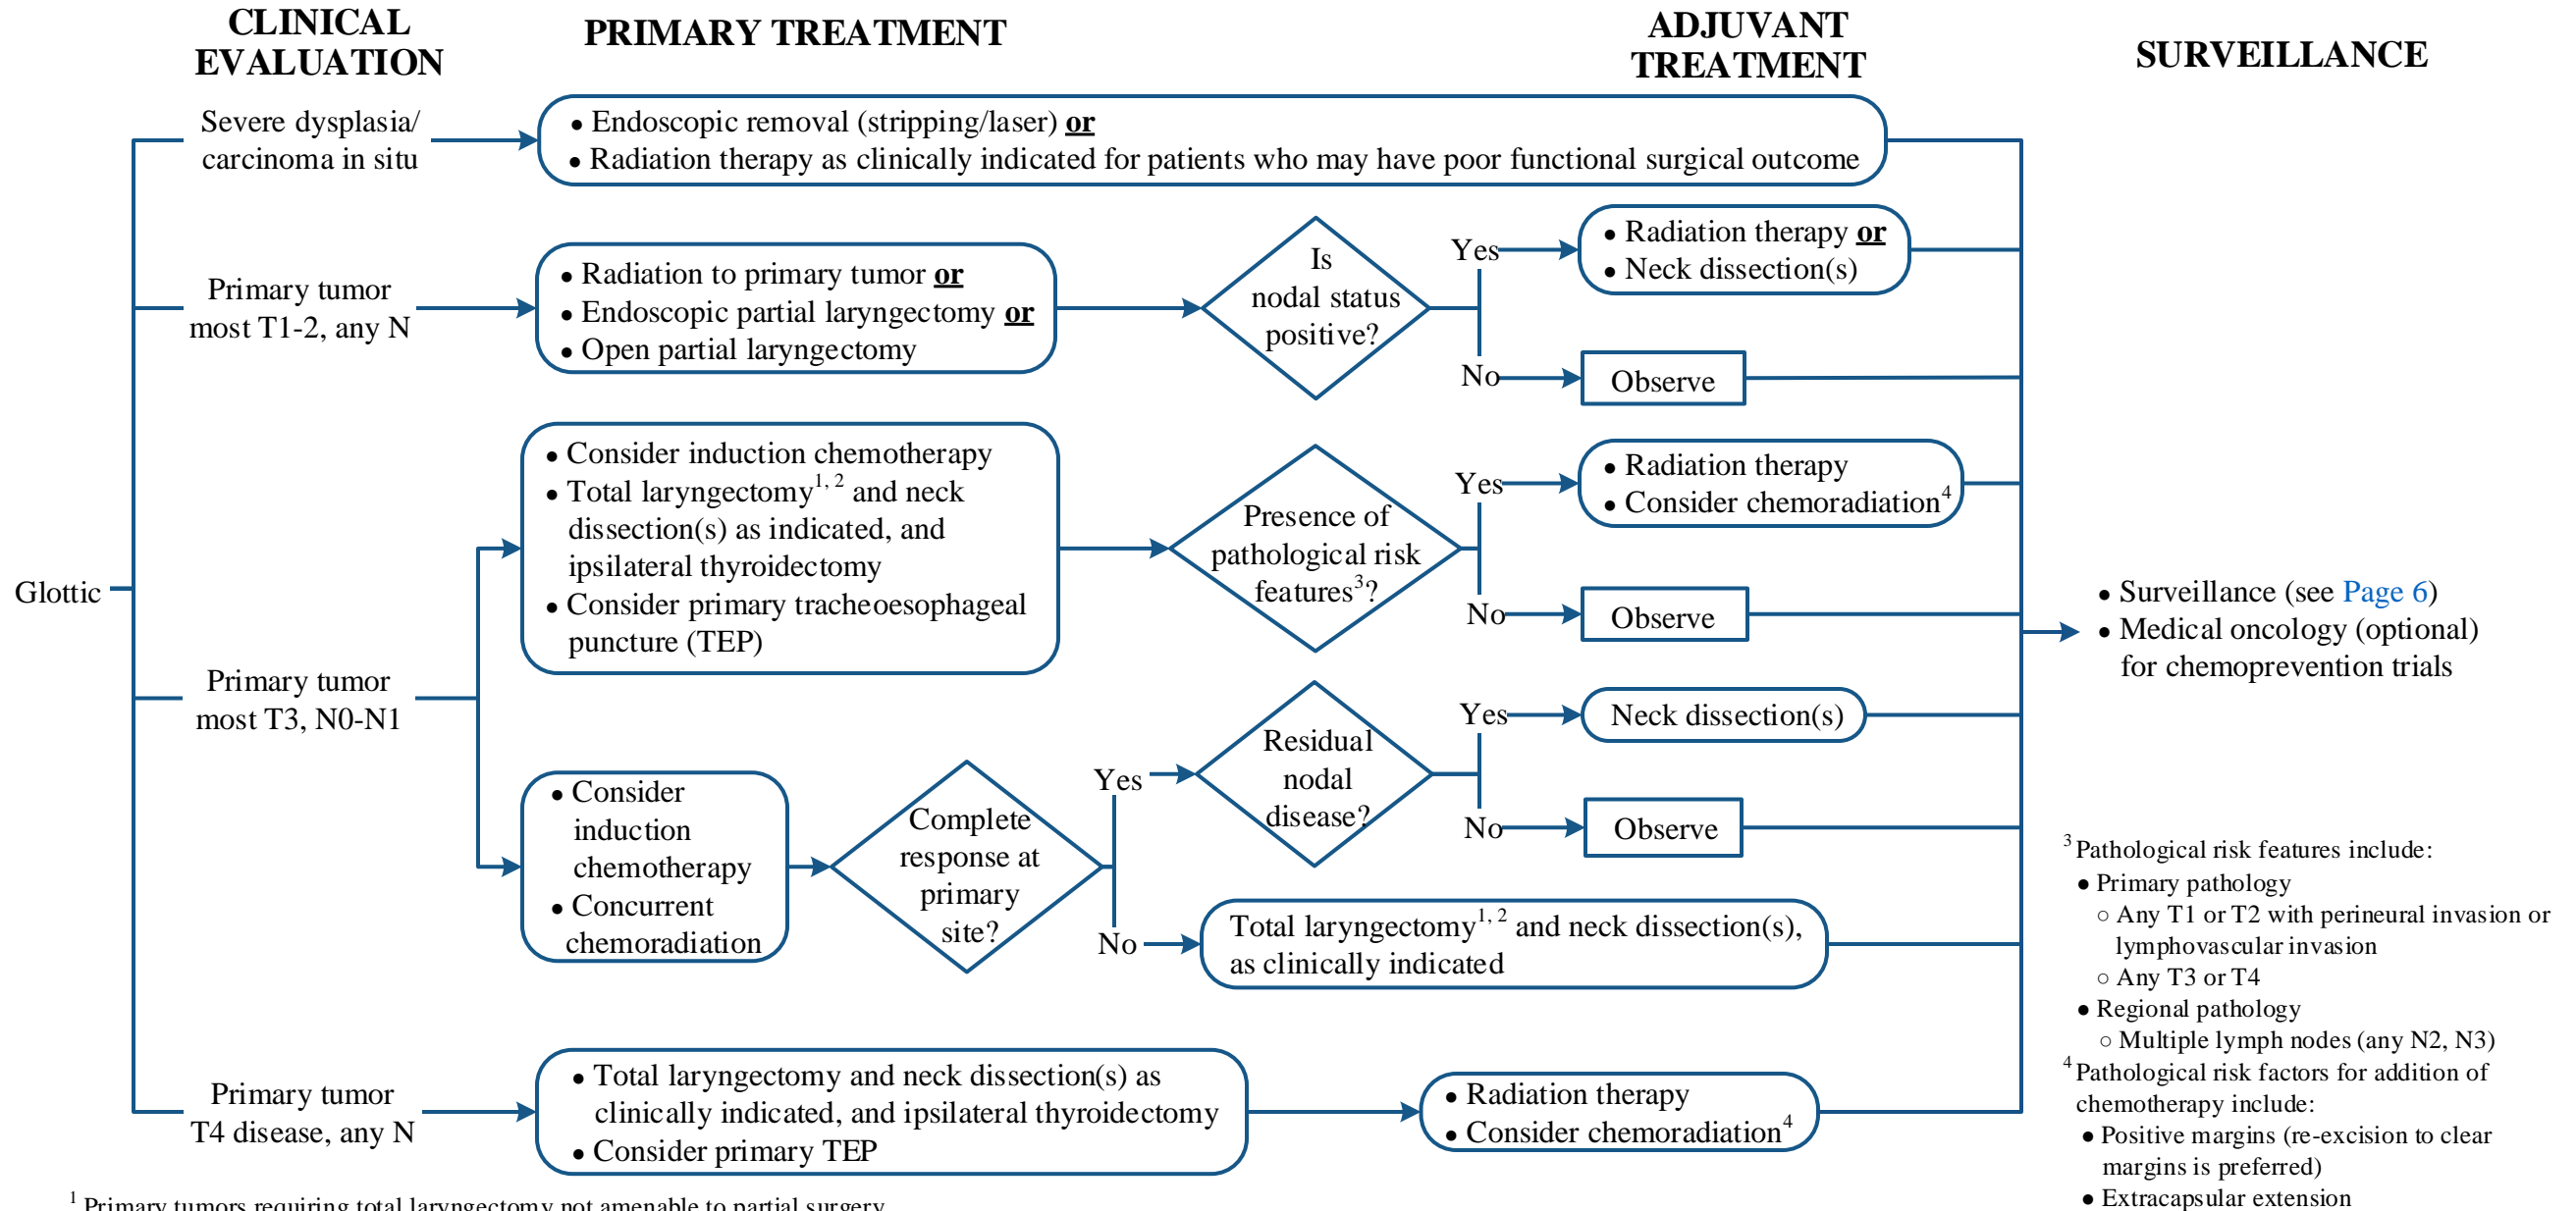 CLINICAL
EVALUATION
PRIMARY TREATMENT
ADJUVANT
TREATMENT
SURVEILLANCE
Glottic
Severe dysplasia/
carcinoma in situ
● Endoscopic removal (stripping/laser) or
● Radiation therapy as clinically indicated for patients who may have poor functional surgical outcome
Primary tumor
most T1-2, any N
● Radiation to primary tumor or
● Endoscopic partial laryngectomy or
● Open partial laryngectomy
Is
nodal status
positive?
Yes
● Radiation therapy or
● Neck dissection(s)
No
Observe
Primary tumor
most T3, N0-N1
● Consider induction chemotherapy
● Total laryngectomy1, 2 and neck
dissection(s) as indicated, and
ipsilateral thyroidectomy
● Consider primary tracheoesophageal
puncture (TEP)
Presence of
pathological risk
features3?
Yes
● Radiation therapy
● Consider chemoradiation4
No
Observe
● Consider
induction
chemotherapy
● Concurrent
chemoradiation
Complete
response at
primary
site?
Yes
Residual
nodal
disease?
Yes
Neck dissection(s)
No
Observe
No
Total laryngectomy1, 2 and neck dissection(s),
as clinically indicated
Primary tumor
T4 disease, any N
● Total laryngectomy and neck dissection(s) as
clinically indicated, and ipsilateral thyroidectomy
● Consider primary TEP
● Radiation therapy
● Consider chemoradiation4
● Surveillance (see Page 6)
● Medical oncology (optional)
for chemoprevention trials
3 Pathological risk features include:
● Primary pathology
○ Any T1 or T2 with perineural invasion or
lymphovascular invasion
○ Any T3 or T4
● Regional pathology
○ Multiple lymph nodes (any N2, N3)
4 Pathological risk factors for addition of
chemotherapy include:
● Positive margins (re-excision to clear
margins is preferred)
● Extracapsular extension
1 Primary tumors requiring total laryngectomy not amenable to partial surgery